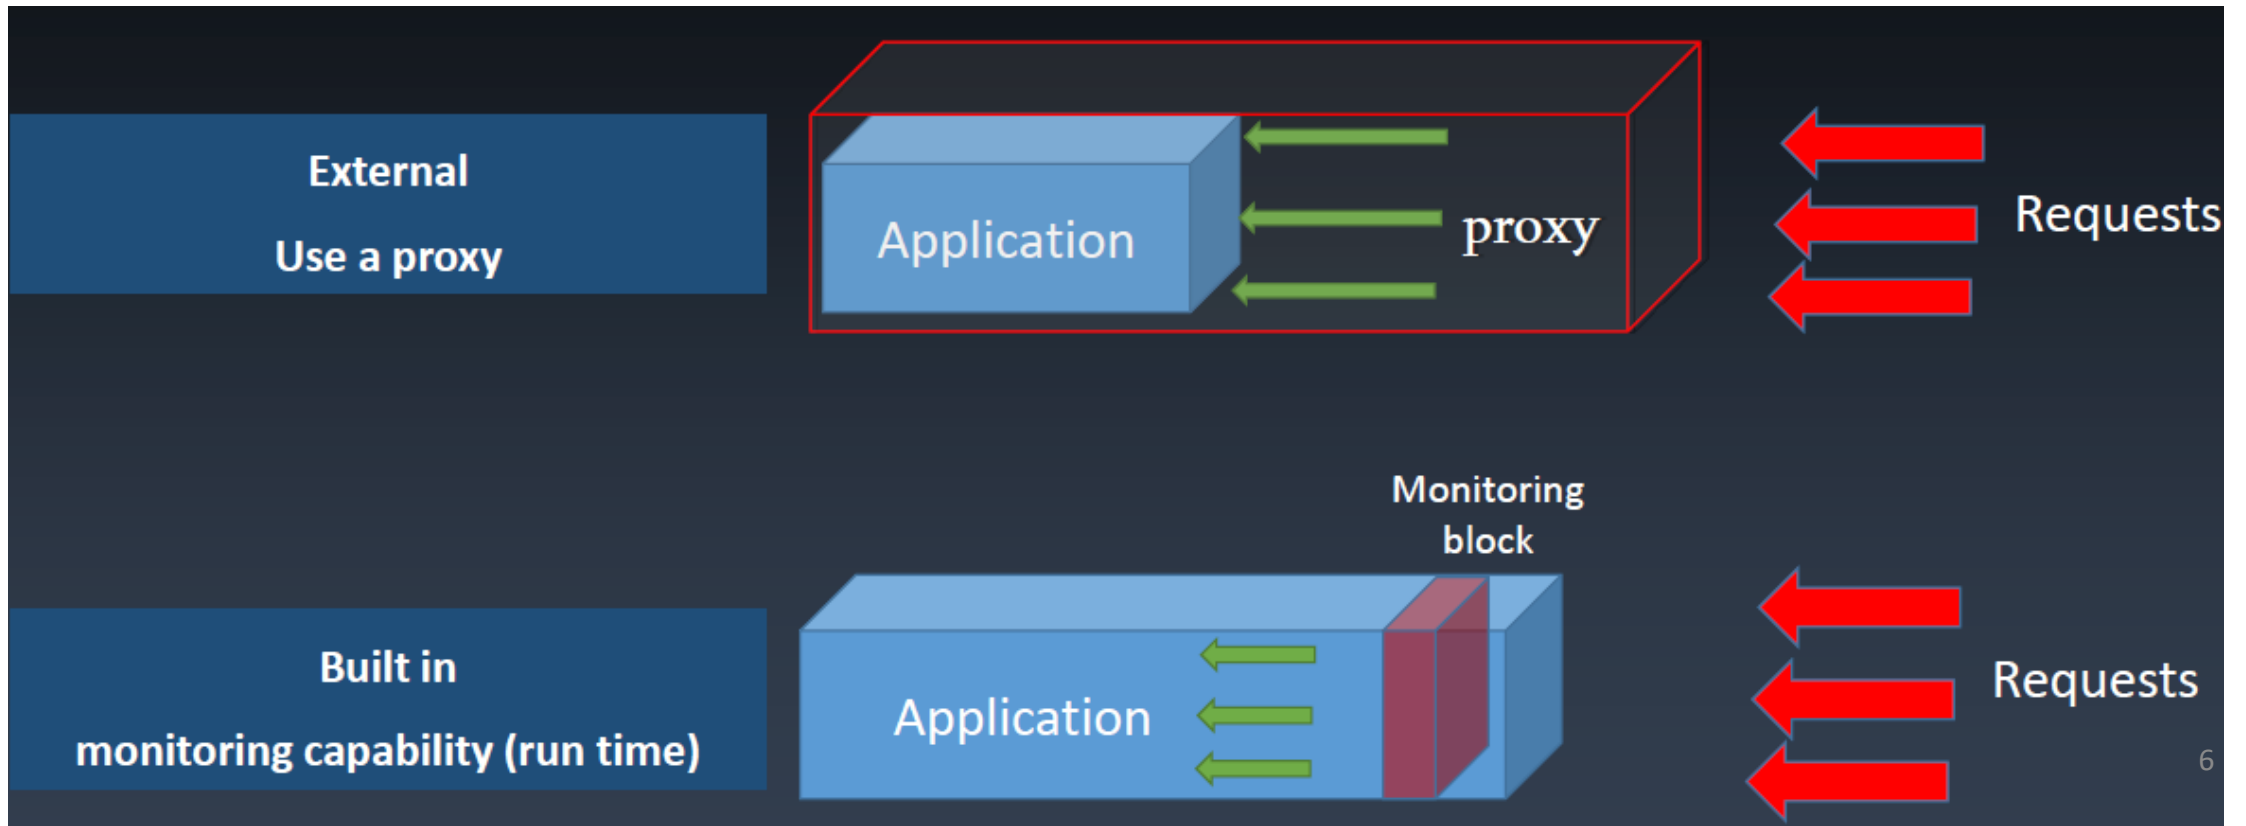 External
Use a proxy
Application
proxy
Requests
Monitoring
block
Built in
monitoring capability (run time)
Application
Requests
6